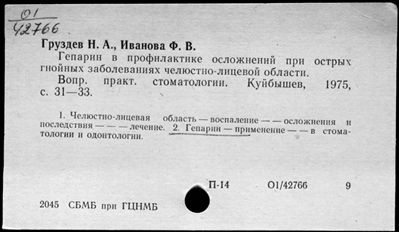 01
42766
Груздев Н. А., Иванова Ф. В.
Гепарин в профилактике осложнений при острых
гнойных заболеваниях челюстно-лицевой области.
Вопр. практ. стоматологии. Куйбышев, 1975,
с. 31—33.
1. Челюстно-лицевая область — воспаление — — осложнения и
последствия — — — лечение. 2. Гепарин — применение — — в стома-
тологии и одонтологии.
П-14 01/42766 9
2045 СБМБ при ГЦНМБ